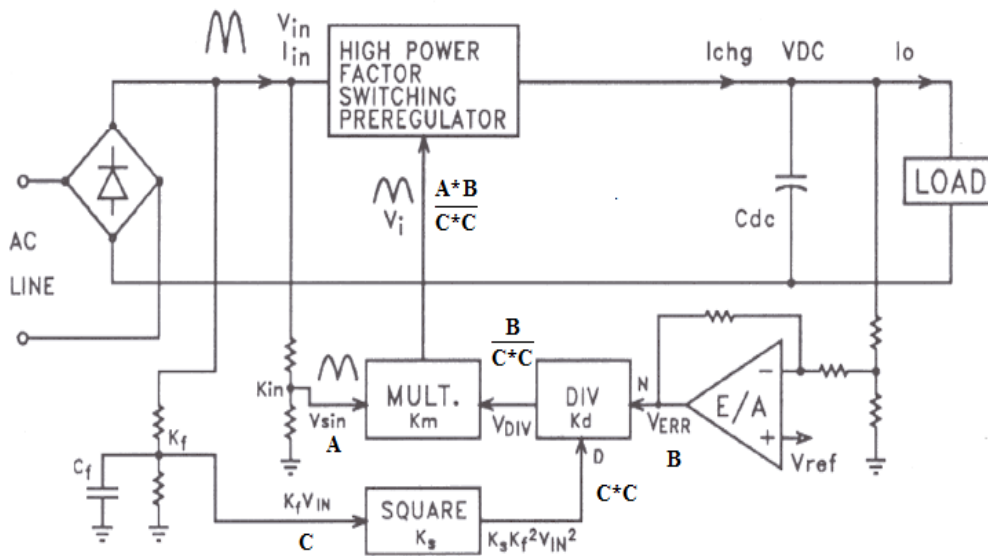 Vin
Iin
HIGH POWER
FACTOR
SWITCHING
PREREGULATOR
Ichg
VDC
Io
A*B
C*C
Vi
LOAD
Cdc
AC
LINE
B
C*C
Kin
Vsin
A
MULT.
Km
VDIV
DIV
Kd
N
VERR
B
E/A
-
+
Vref
D
C*C
Kf
Cf
KfVIN
C
SQUARE
Ks
KsKf²VIN²